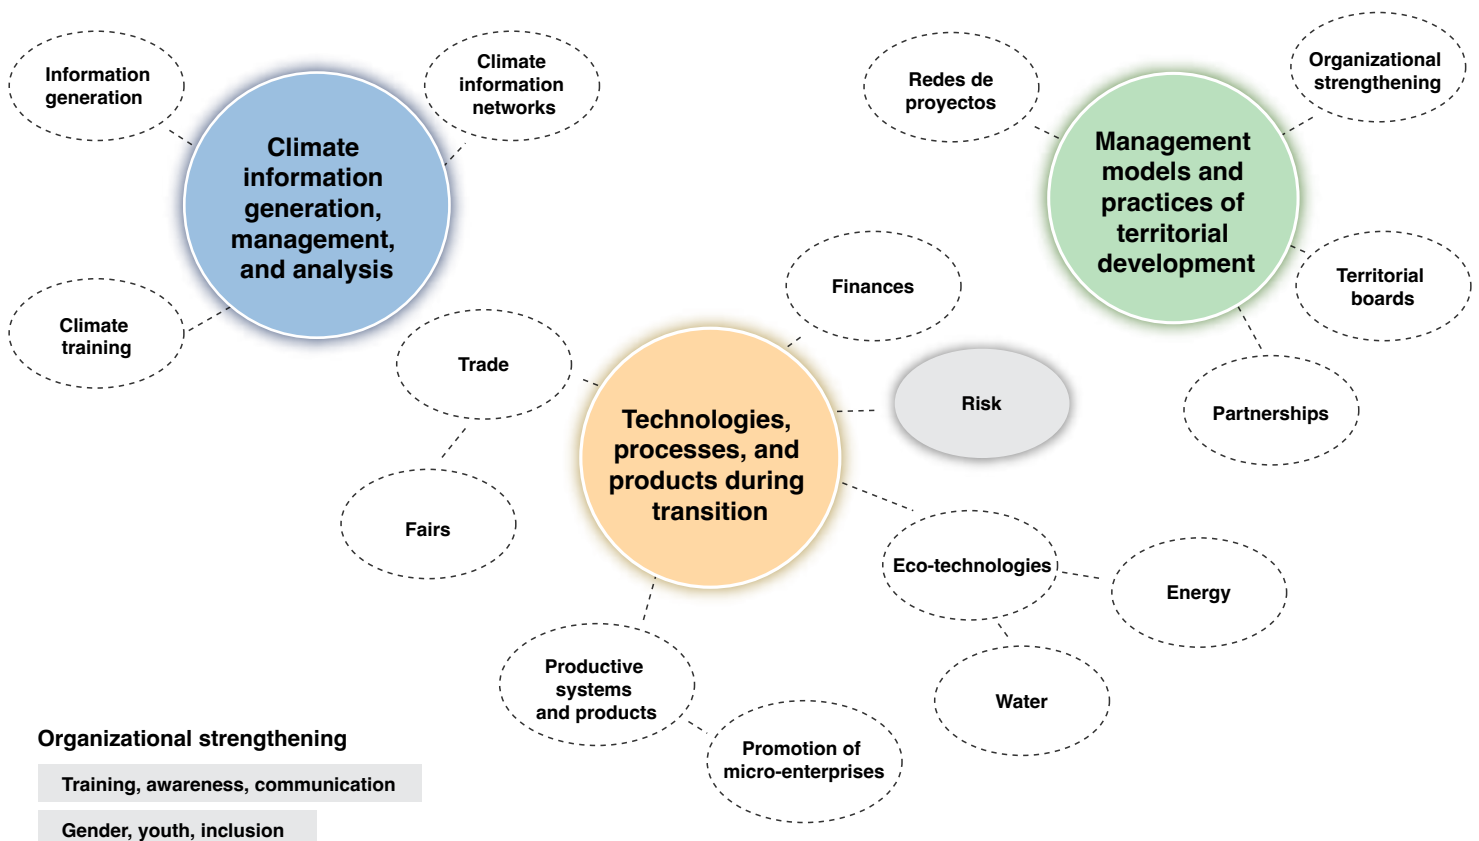 Information
generation
Climate
information
networks
Climate
information
generation,
management,
and analysis
Climate
training
Redes de
proyectos
Organizational
strengthening
Management
models and
practices of
territorial
development
Territorial
boards
Partnerships
Finances
Trade
Risk
Technologies,
processes, and
products during
transition
Fairs
Eco-technologies
Energy
Water
Productive
systems
and products
Promotion of
micro-enterprises
Organizational strengthening
Training, awareness, communication
Gender, youth, inclusion